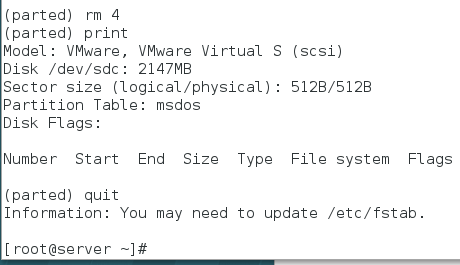 (parted) rm 4
(parted) print
Model: VMware, VMware Virtual S (scsi)
Disk /dev/sdc: 2147MB
Sector size (logical/physical): 512B/512B
Partition Table: msdos
Disk Flags:
Number  Start  End  Size  Type  File system  Flags
(parted) quit
Information: You may need to update /etc/fstab.
[root@server ~]#